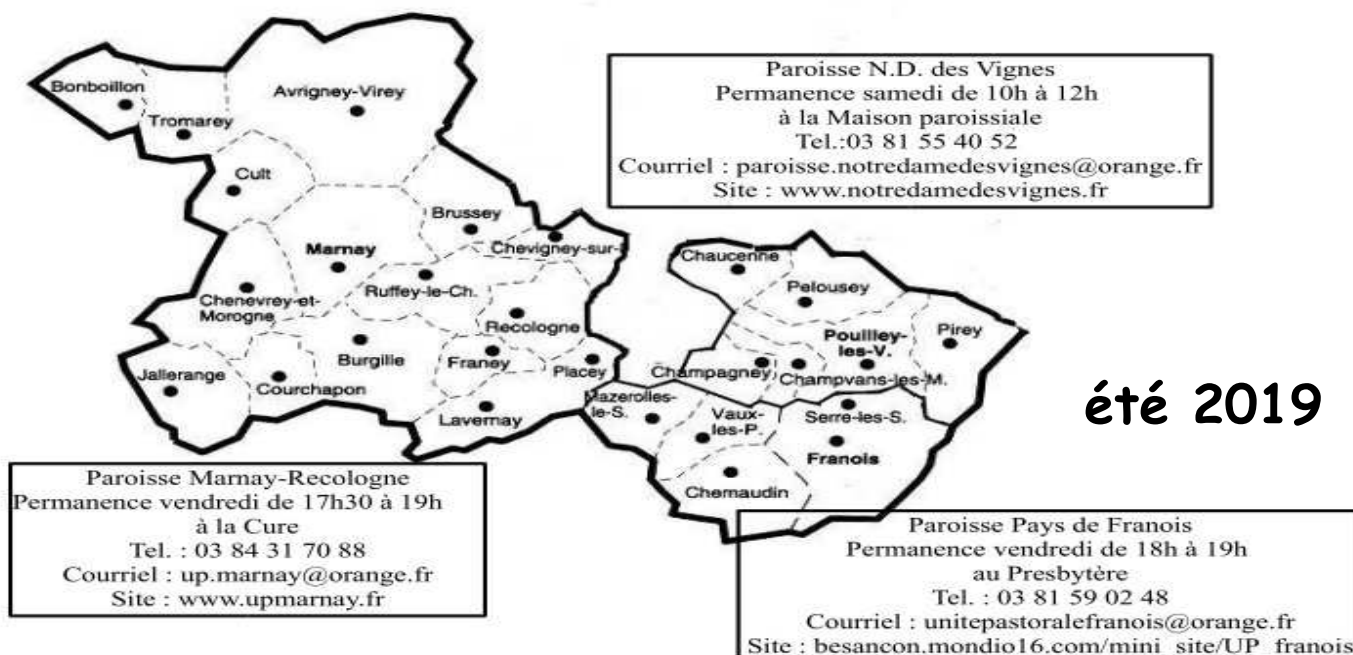 Bonboillon
Avrigney-Virey
Tromarey
Cult
Brussey
Marnay
Chevigney-sur-
Chenevrey-et-
Morogne
Ruffey-le-Ch.
Recologne
Burgille
Franey
Placey
Jallerange
Courchapon
Lavernay
Paroisse N.D. des Vignes
Permanence samedi de 10h à 12h
à la Maison paroissiale
Tel.:03 81 55 40 52
Courriel : paroisse.notredamedesvignes@orange.fr
Site : www.notredamedesvignes.fr
Chaucenne
Pelousey
Pouilley-
les-V.
Pirey
Champagney
Champvans-les-M.
Mazerolles-
le-S.
Vaux-
les-P.
Serre-les-S.
Franois
Chemaudin
été 2019
Paroisse Marnay-Recologne
Permanence vendredi de 17h30 à 19h
à la Cure
Tel. : 03 84 31 70 88
Courriel : up.marnay@orange.fr
Site : www.upmarnay.fr
Paroisse Pays de Franois
Permanence vendredi de 18h à 19h
au Presbytère
Tel. : 03 81 59 02 48
Courriel : unitepastoralefranois@orange.fr
Site : besancon.mondio16.com/mini_site/UP_franois